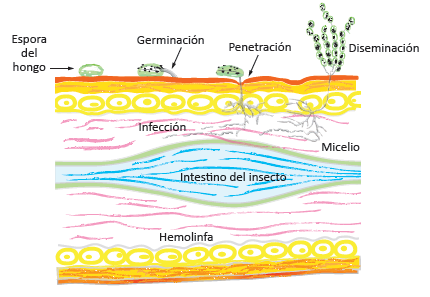 Espora
del
hongo
Germinación
Penetración
Diseminación
Infección
Micelio
Intestino del insecto
Hemolinfa